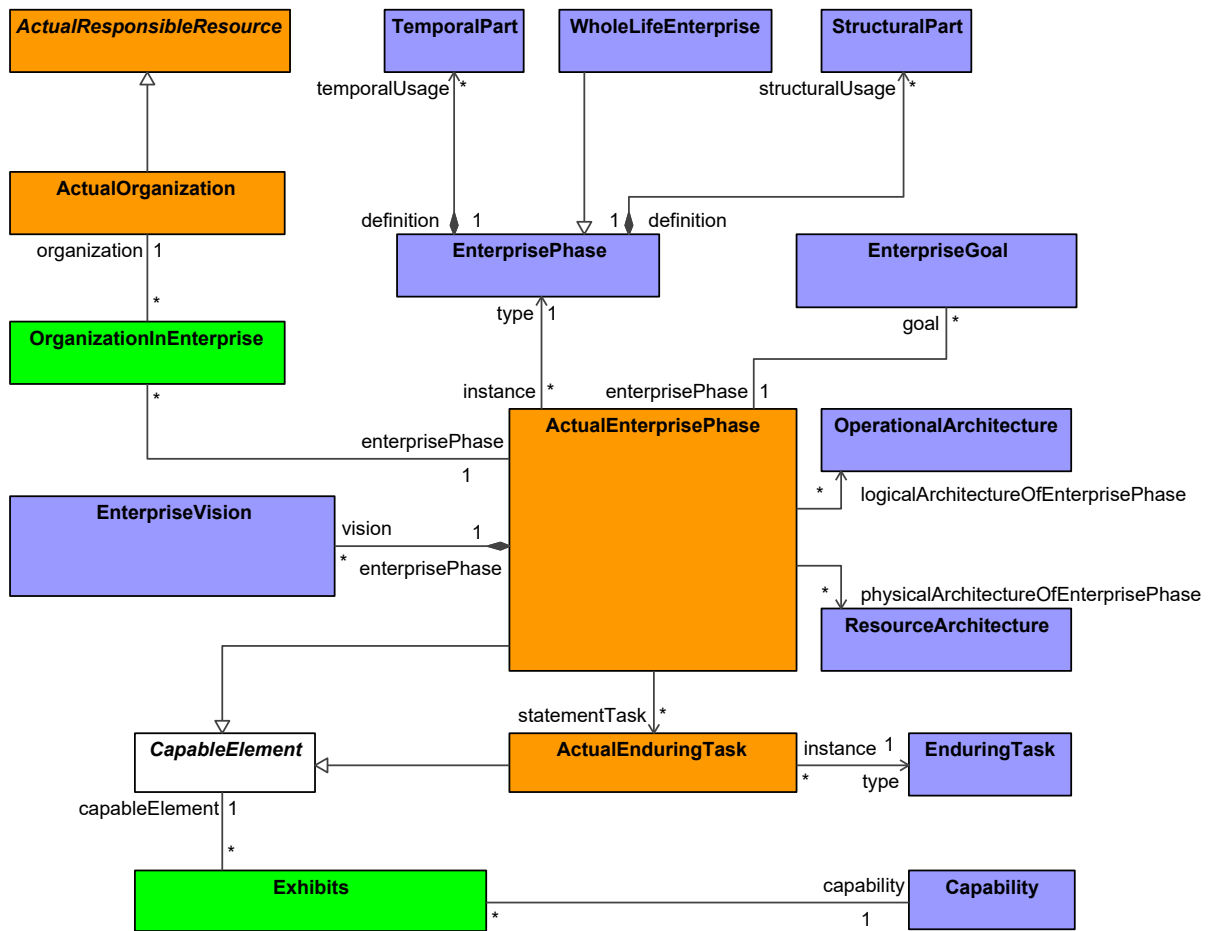 ActualResponsibleResource
TemporalPart
WholeLifeEnterprise
StructuralPart
temporalUsage
*
structuralUsage
*
ActualOrganization
definition
1
1
definition
organization
1
EnterprisePhase
EnterpriseGoal
*
type
1
goal
*
OrganizationInEnterprise
*
instance
*
enterprisePhase
1
ActualEnterprisePhase
OperationalArchitecture
enterprisePhase
1
*
logicalArchitectureOfEnterprisePhase
EnterpriseVision
vision
1
*
enterprisePhase
*
physicalArchitectureOfEnterprisePhase
ResourceArchitecture
statementTask
*
CapableElement
ActualEnduringTask
instance
1
EnduringTask
*
type
capableElement
1
*
Exhibits
capability
Capability
*
1